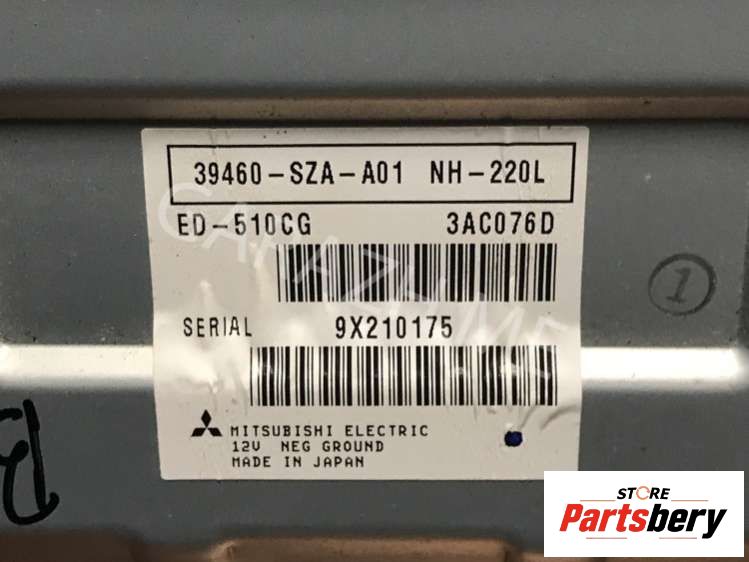 39460-SZA-A01 NH-220L
ED-510CG 3AC076D
SERIAL 9X210175
MITSUBISHI ELECTRIC
12V NEG GROUND
MADE IN JAPAN
1
B
STORE
Partsbery